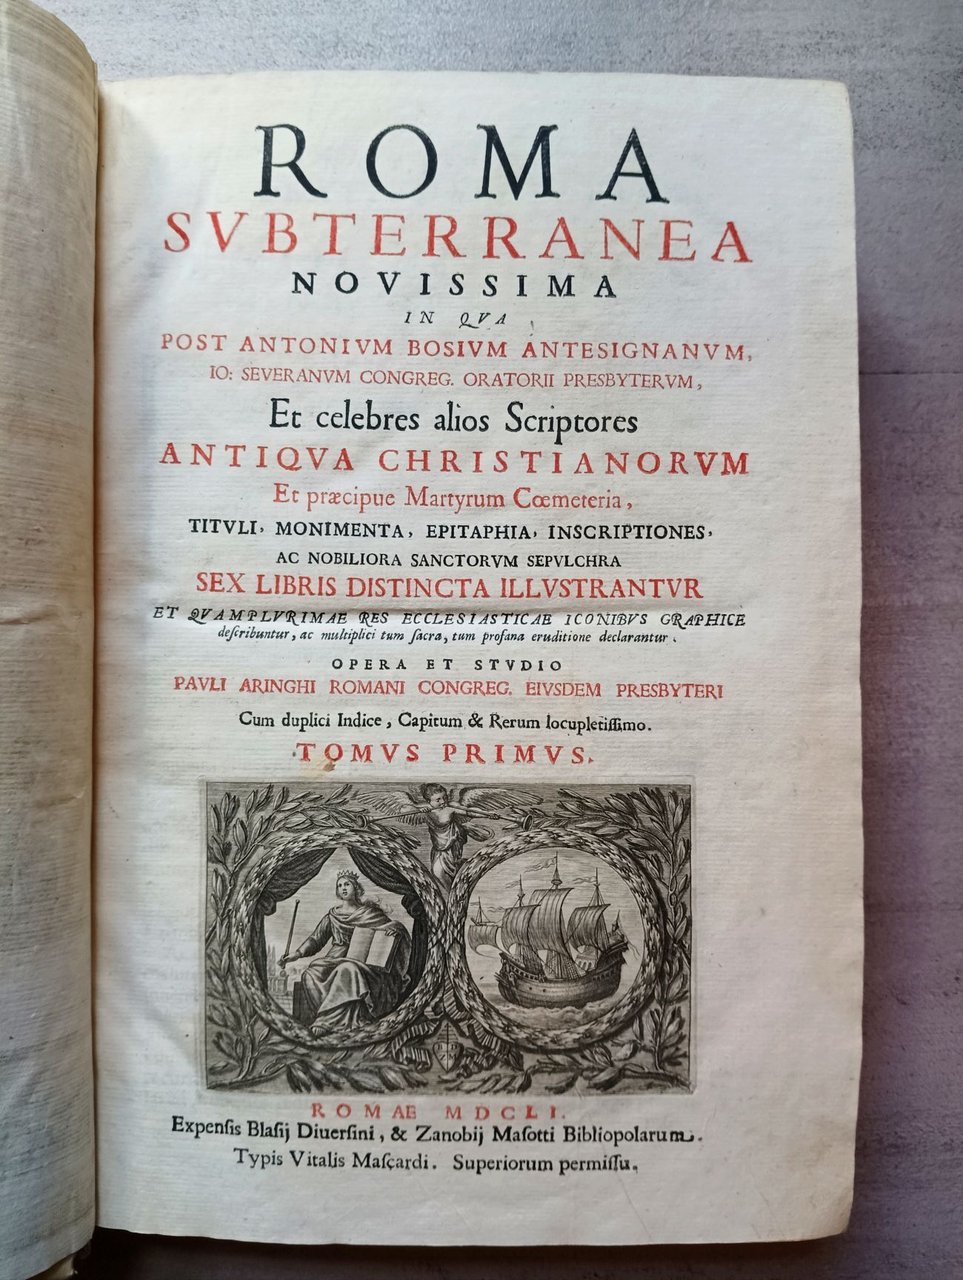 ROMA
SVBTERRANEA
NOVISSIMA
IN QVA
POST ANTONIVM BOSIVM ANTESIGNANVM,
IO: SEVERANVM CONGREG. ORATORII PRESBYTERVM,
Et celebres alios Scriptores
ANTIQVA CHRISTIANORVM
Et præcipue Martyrum Cœmeteria,
TITVLI, MONIMENTA, EPITAPHIA, INSCRIPTIONES,
AC NOBILIORA SANCTORVM SEPVLCHRA
SEX LIBRIS DISTINCTA ILLVSTRANTVR
ET QVAMPLVRIMAE RES ECCLESIASTICAE ICONIBVS GRAPHICE
deſcribuntur, ac multiplici tum ſacra, tum profana eruditione declarantur.
OPERA ET STVDIO
PAVLI ARINGHI ROMANI CONGREG. EIVSDEM PRESBYTERI
Cum duplici Indice, Capitum & Rerum locupletiſſimo.
TOMVS PRIMVS.
ROMAE MDCLI.
Expenſis Blaſij Diuerſini, & Zanobij Maſotti Bibliopolarum.
Typis Vitalis Maſcardi. Superiorum permiſſu.